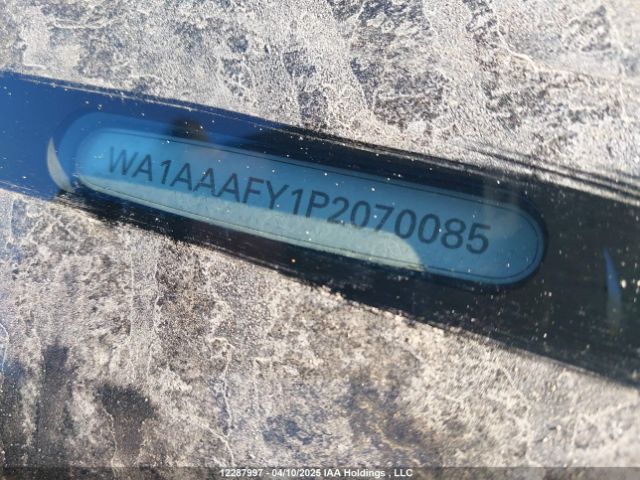 WA1AAAFY1P2070085
12287997 - 04/10/2025 IAA Holdings , LLC